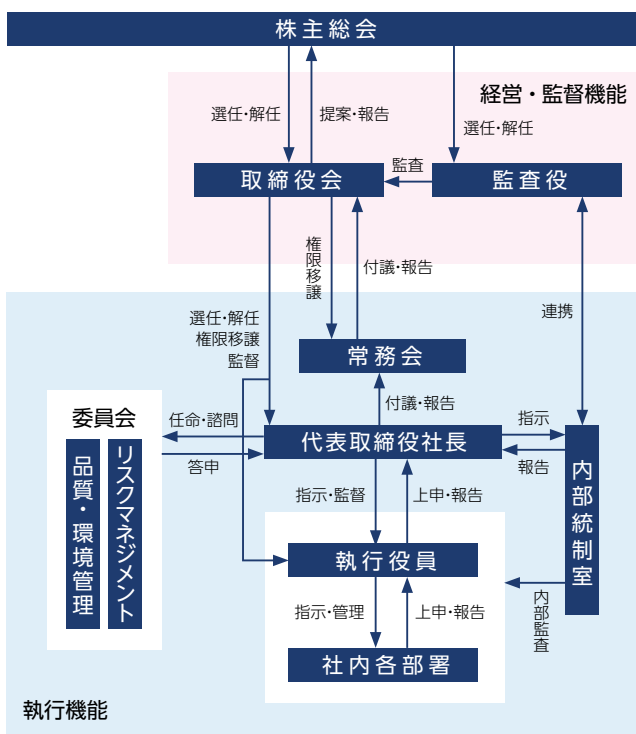 株主総会
経営・監督機能
選任・解任
提案・報告
選任・解任
取締役会
監査
監査役
権限移譲
付議・報告
連携
選任・解任
権限移譲
監督
常務会
付議・報告
委員会
任命・諮問
答申
代表取締役社長
指示
報告
品質・環境管理
リスクマネジメント
内部統制室
指示・監督
上申・報告
執行役員
内部監査
指示・管理
上申・報告
社内各部署
執行機能